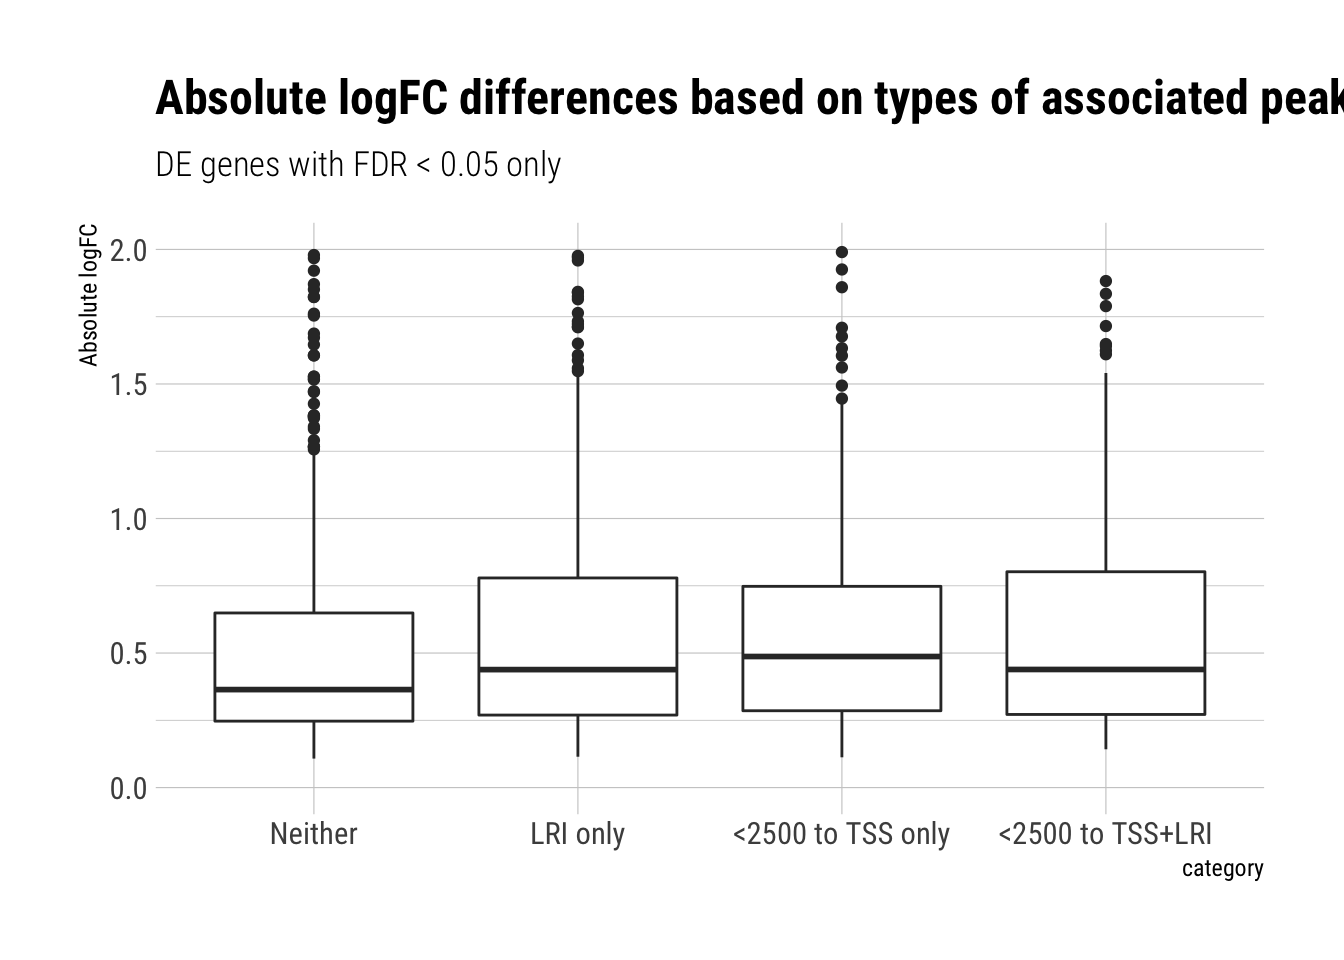 Absolute logFC differences based on types of associated peak
DE genes with FDR < 0.05 only
Absolute logFC
2.0
1.5
1.0
0.5
0.0
Neither
LRI only
<2500 to TSS only
<2500 to TSS+LRI
category